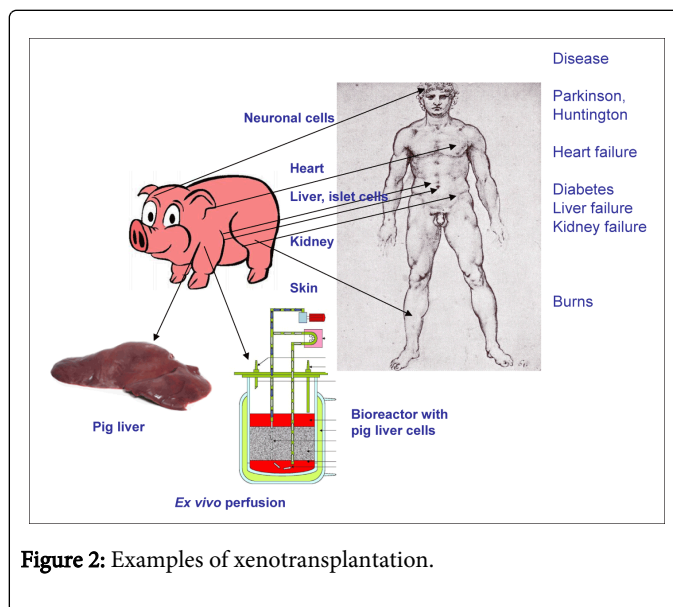 Disease
Neuronal cells
Parkinson,
Huntington
Heart
Heart failure
Liver, islet cells
Diabetes
Liver failure
Kidney
Kidney failure
Skin
Burns
Pig liver
Bioreactor with
pig liver cells
Ex vivo perfusion
Figure 2: Examples of xenotransplantation.